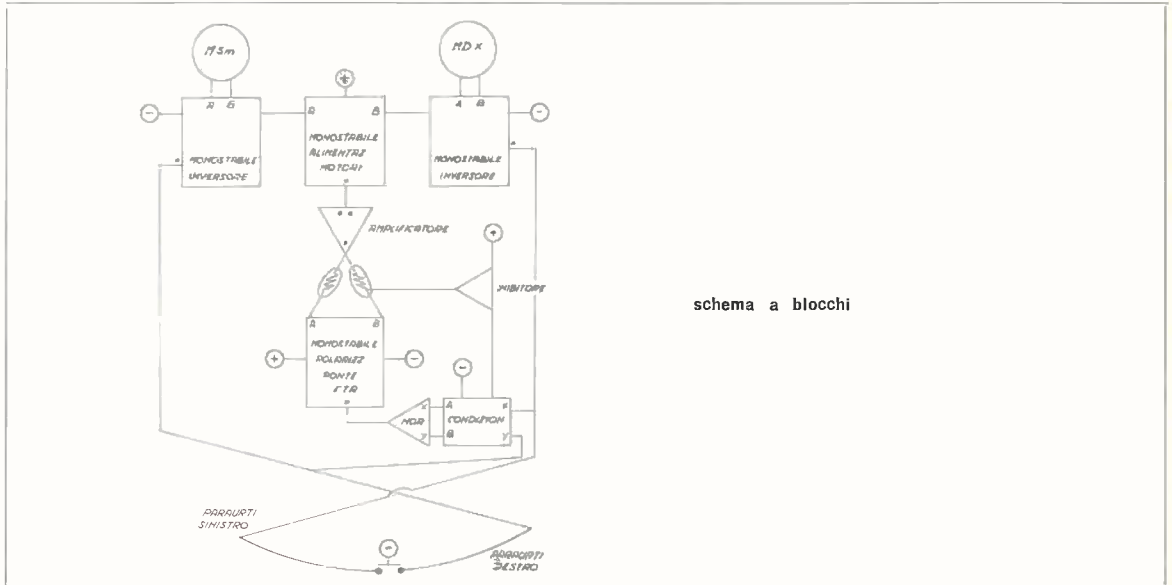 MSm
MDX
+
A B
A B
-
A
B
-
MONOSTABILE
INVERSORE
MONOSTABILE
ALIMENTAZ
MOTORI
MONOSTABILE
INVERSORE
AMPLIFICATORE
+
INIBITORE
schema a blocchi
A
B
MONOSTABILE
POLARIZZ
PONTE
FTR
+
-
-
NOR
X
Y
A
B
CONDITION
X
Y
PARAURTI
SINISTRO
-
PARAURTI
DESTRO